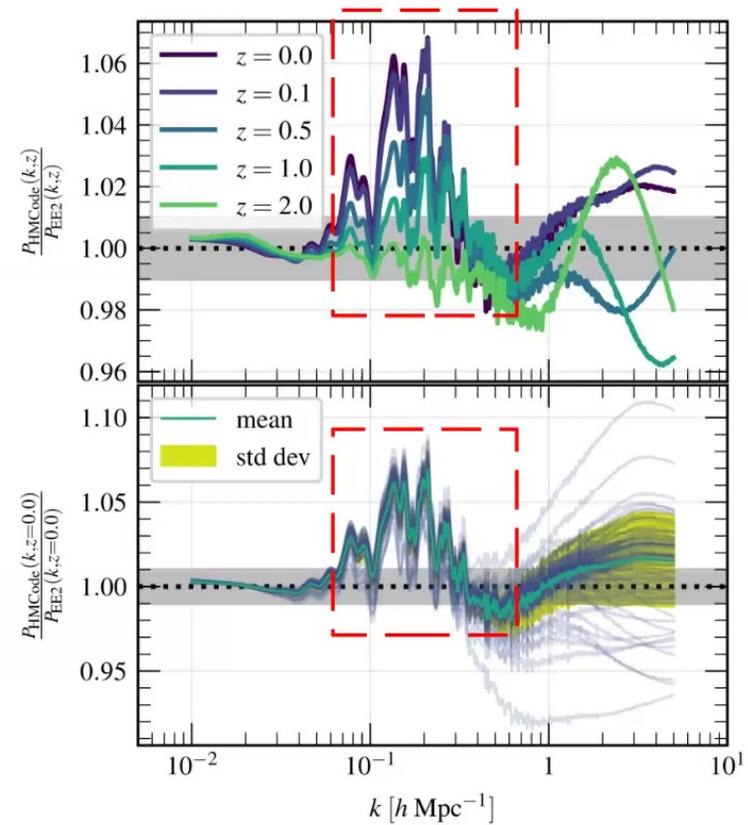 z = 0.0
z = 0.1
z = 0.5
z = 1.0
z = 2.0
1.06
1.04
1.02
1.00
0.98
0.96
P_HMCode(k,z)
P_EE2(k,z)
mean
std dev
1.10
1.05
1.00
0.95
P_HMCode(k,z=0.0)
P_EE2(k,z=0.0)
10⁻² 10⁻¹ 1 10¹
k [h Mpc⁻¹]